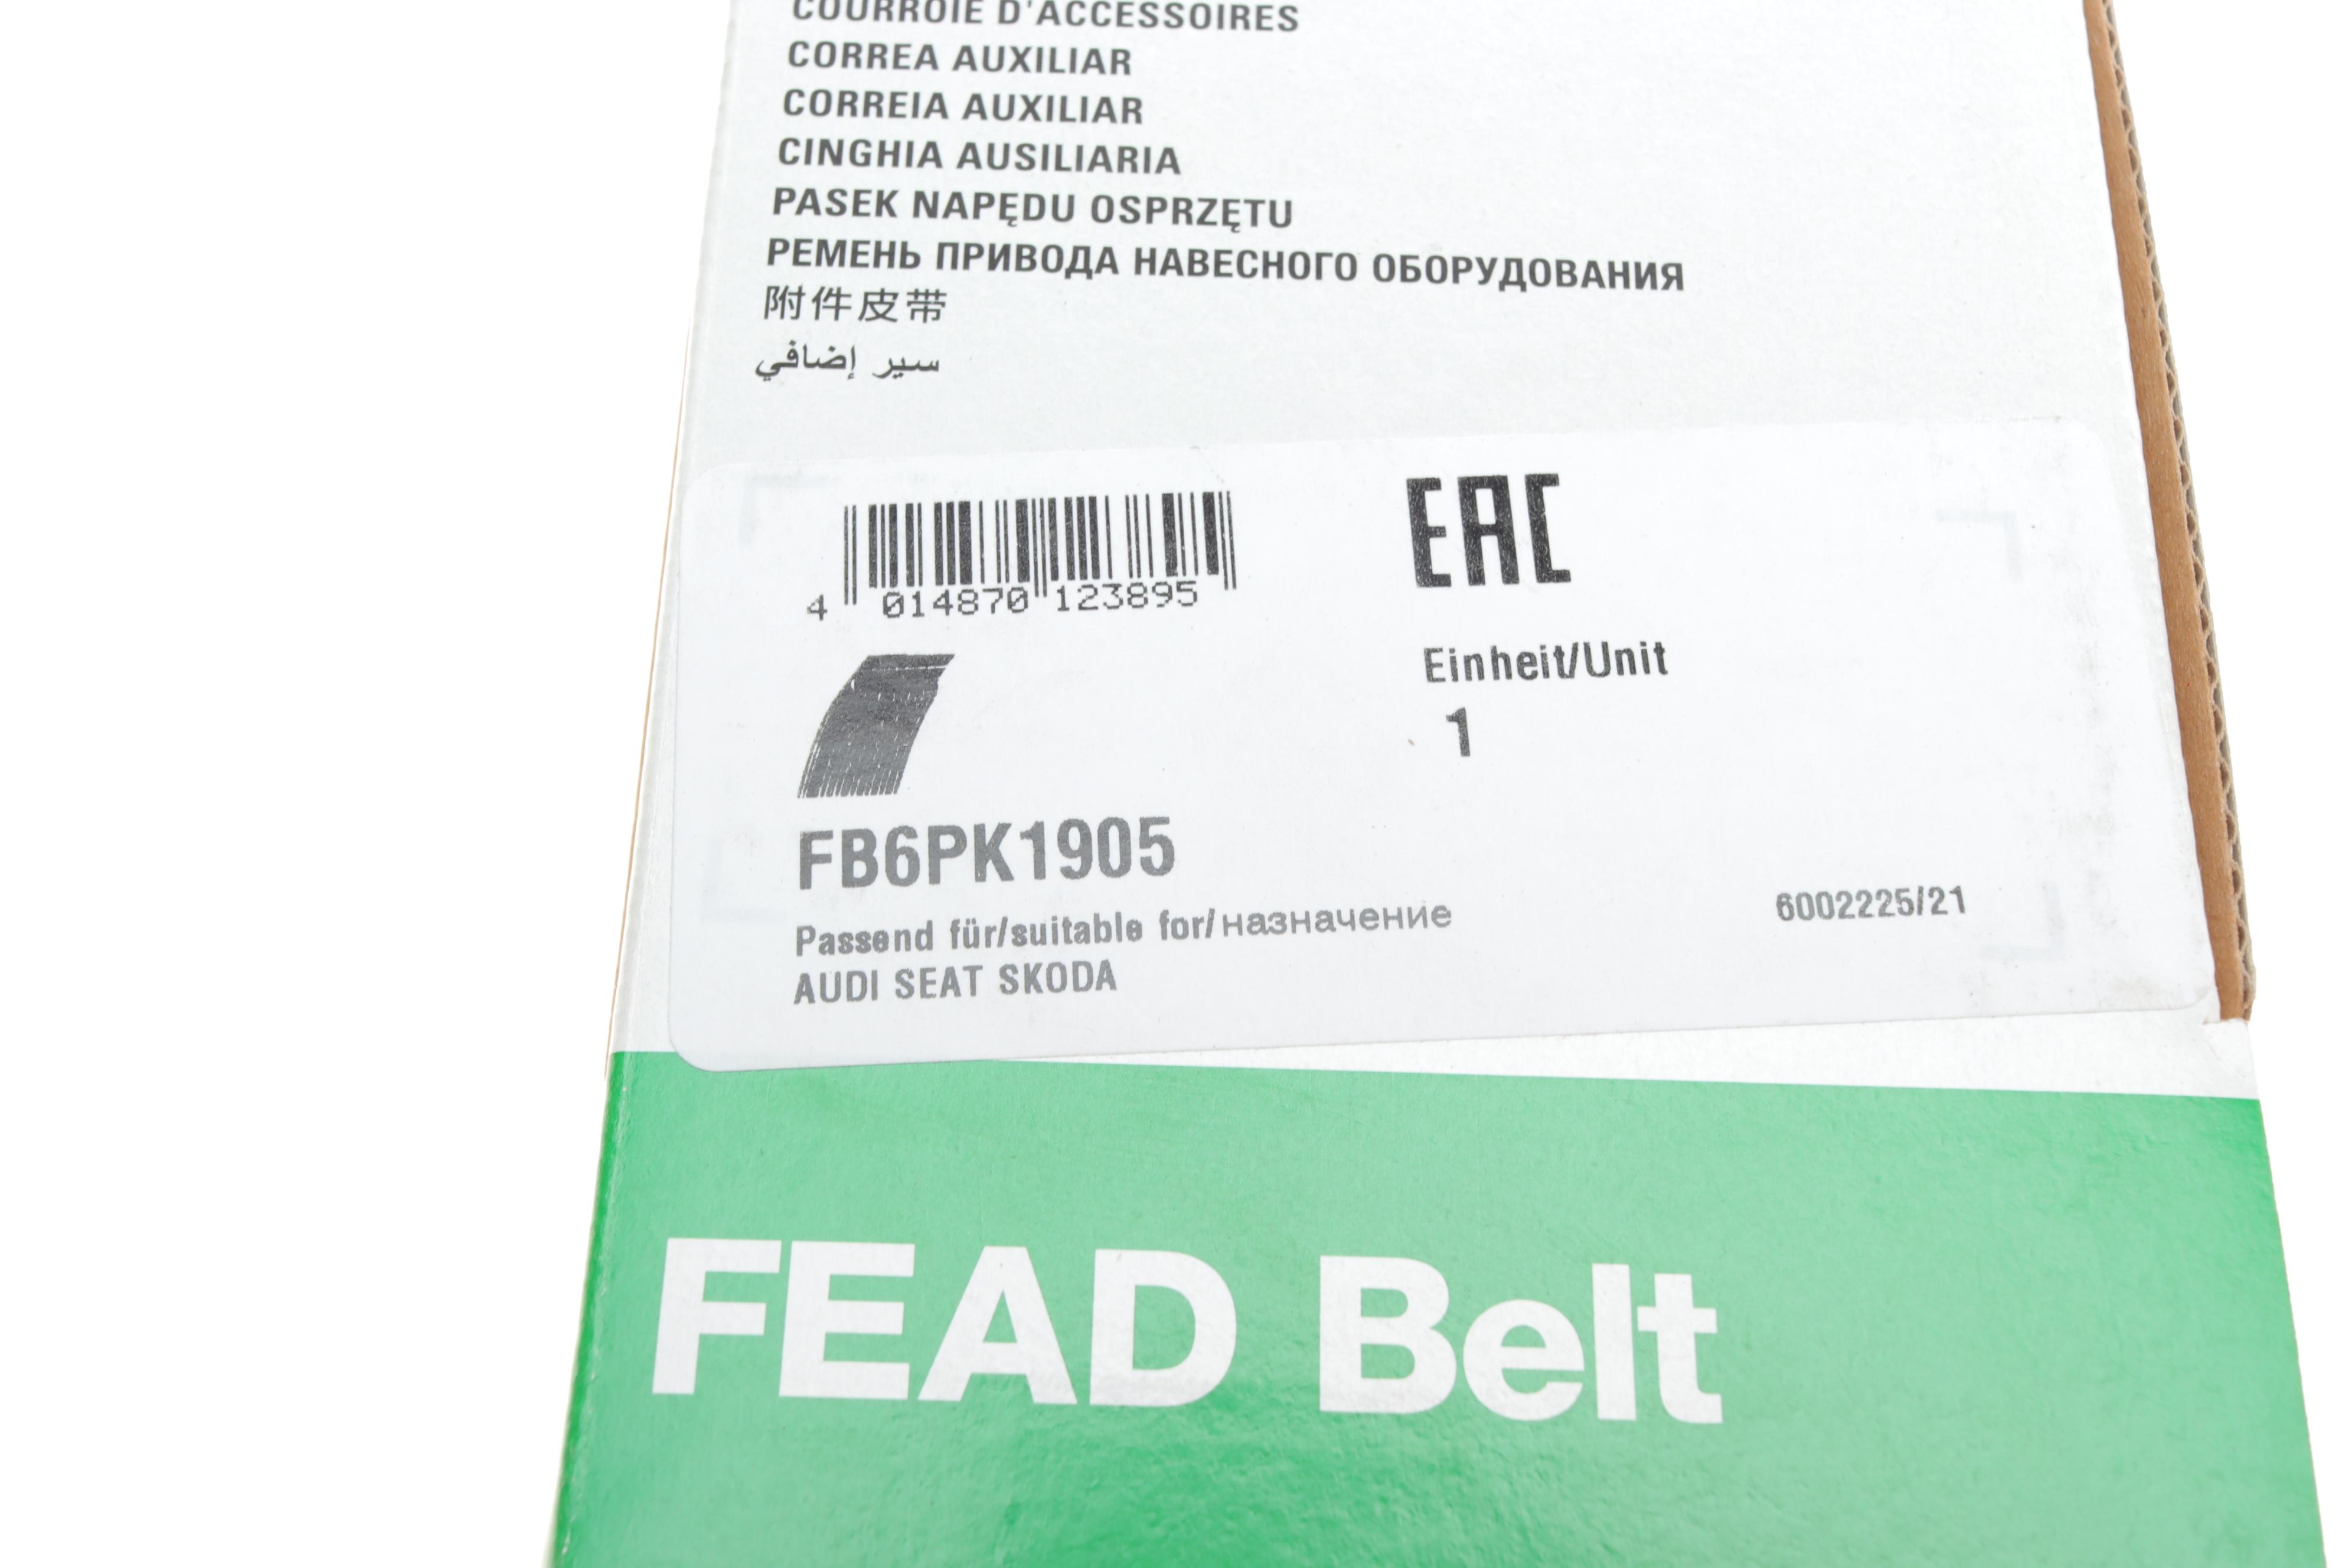 COURROIE D'ACCESSOIRES
CORREA AUXILIAR
CORREIA AUXILIAR
CINGHIA AUSILIARIA
PASEK NAPĘDU OSPRZĘTU
РЕМЕНЬ ПРИВОДА НАВЕСНОГО ОБОРУДОВАНИЯ
附件皮带
سير إضافي
EAC
4 014870 123895
Einheit/Unit
1
FB6PK1905
Passend für/suitable for/назначение
6002225/21
AUDI SEAT SKODA
FEAD Belt